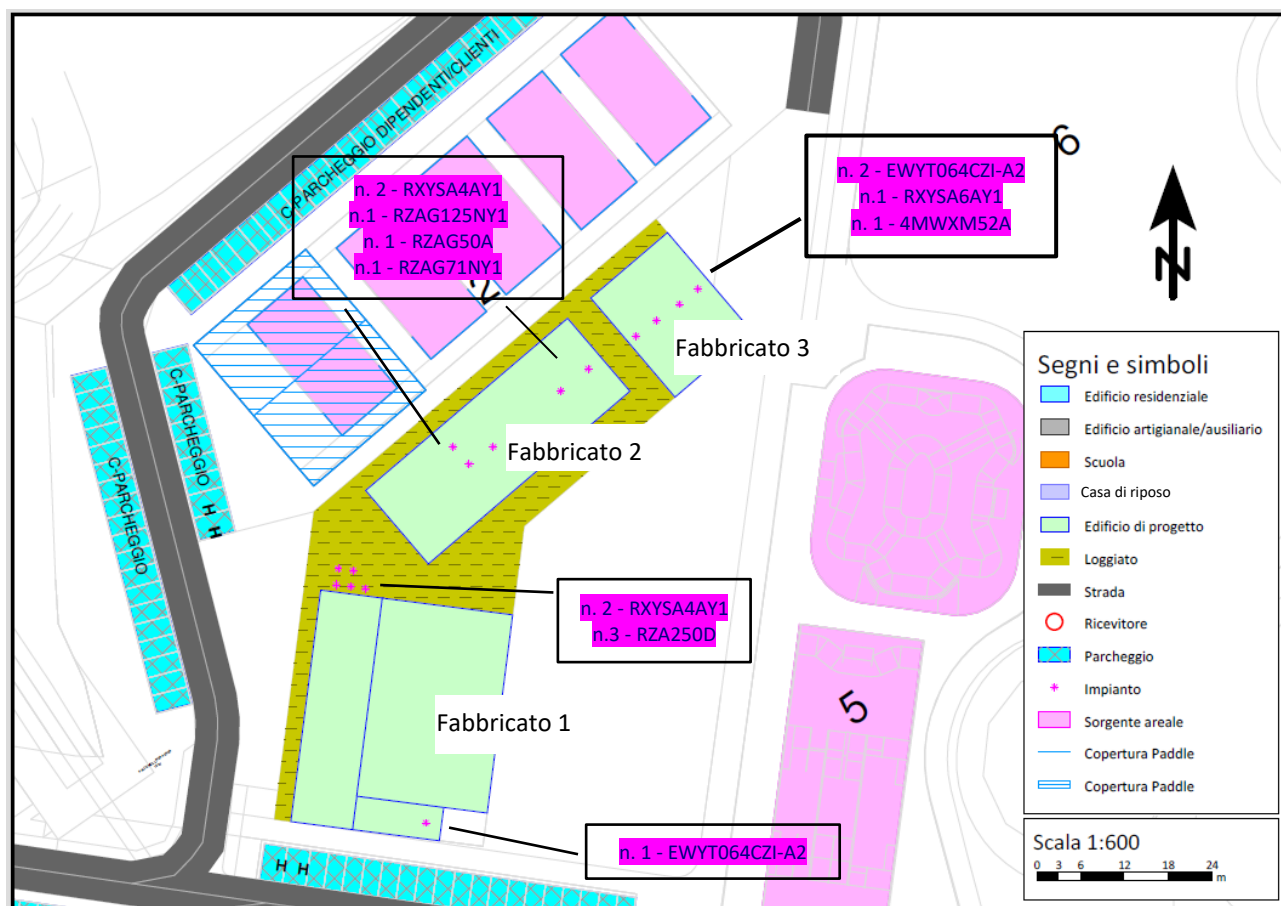 C-PARCHEGGIO DIPENDENTI/CLIENTI
6
n. 2 - RXYSA4AY1
n.1 - RZAG125NY1
n. 1 - RZAG50A
n.1 - RZAG71NY1
n. 2 - EWYT064CZI-A2
n.1 - RXYSA6AY1
n. 1 - 4MWXM52A
N
2
Fabbricato 3
C-PARCHEGGIO H H
C-PARCHEGGIO
Fabbricato 2
n. 2 - RXYSA4AY1
n.3 - RZA250D
5
Fabbricato 1
n. 1 - EWYT064CZI-A2
H H
Segni e simboli
Edificio residenziale
Edificio artigianale/ausiliario
Scuola
Casa di riposo
Edificio di progetto
Loggiato
Strada
Ricevitore
Parcheggio
Impianto
Sorgente areale
Copertura Paddle
Copertura Paddle
Scala 1:600
0 3 6 12 18 24
m